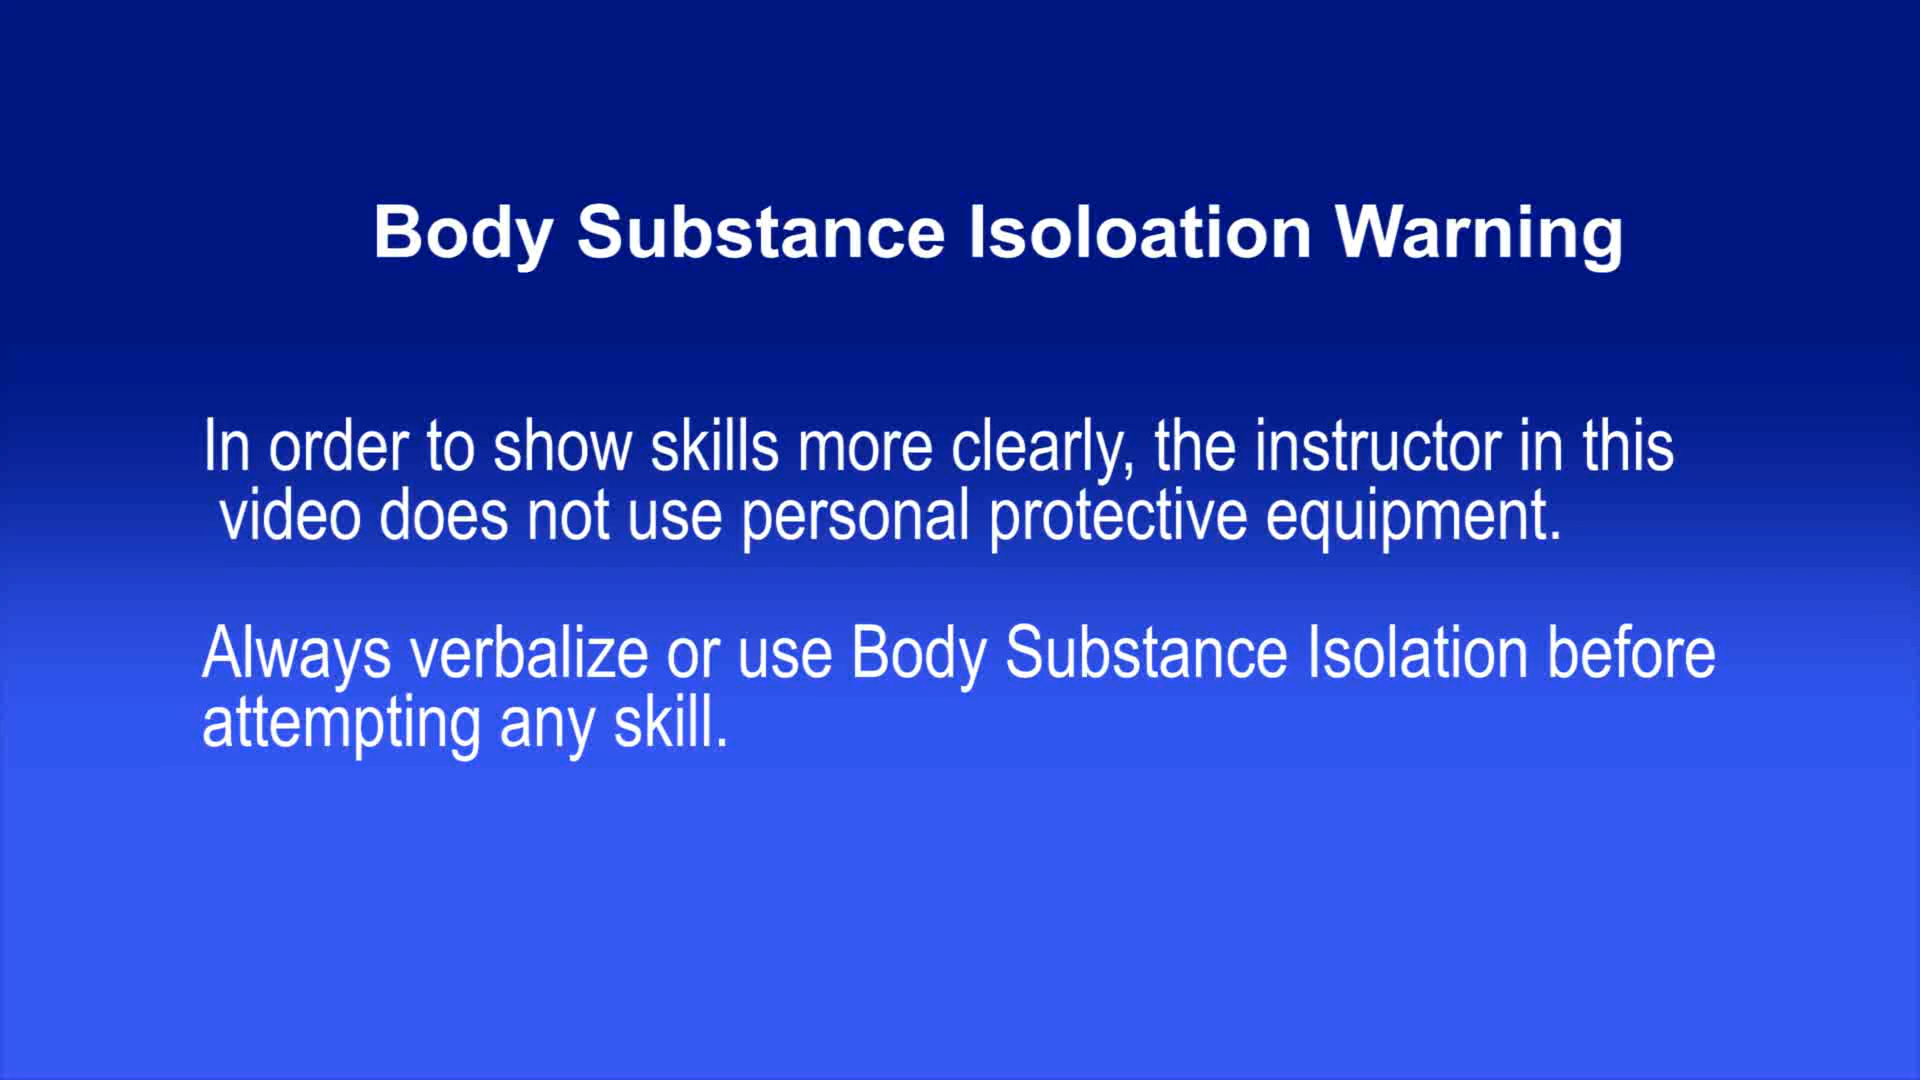 Body Substance Isoloation Warning
In order to show skills more clearly, the instructor in this
video does not use personal protective equipment.
Always verbalize or use Body Substance Isolation before
attempting any skill.